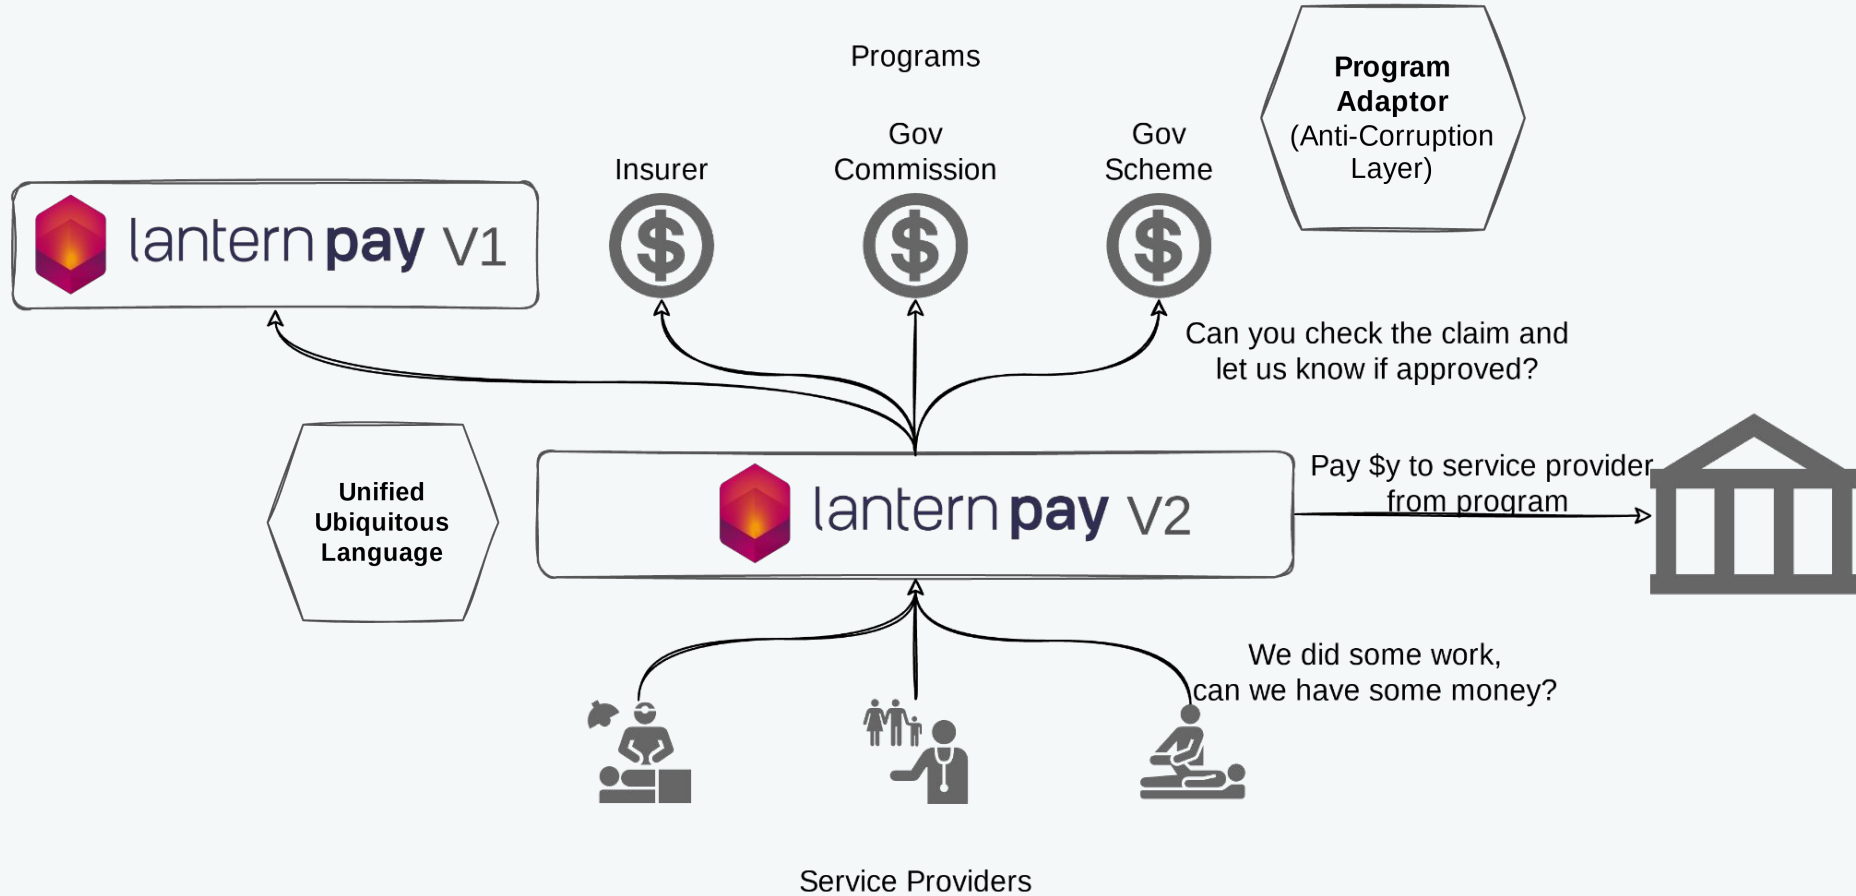 Programs
Program
Adaptor
(Anti-Corruption
Layer)
Insurer
Gov
Commission
Gov
Scheme
lantern pay V1
Can you check the claim and
let us know if approved?
Unified
Ubiquitous
Language
lantern pay V2
Pay $y to service provider
from program
We did some work,
can we have some money?
Service Providers